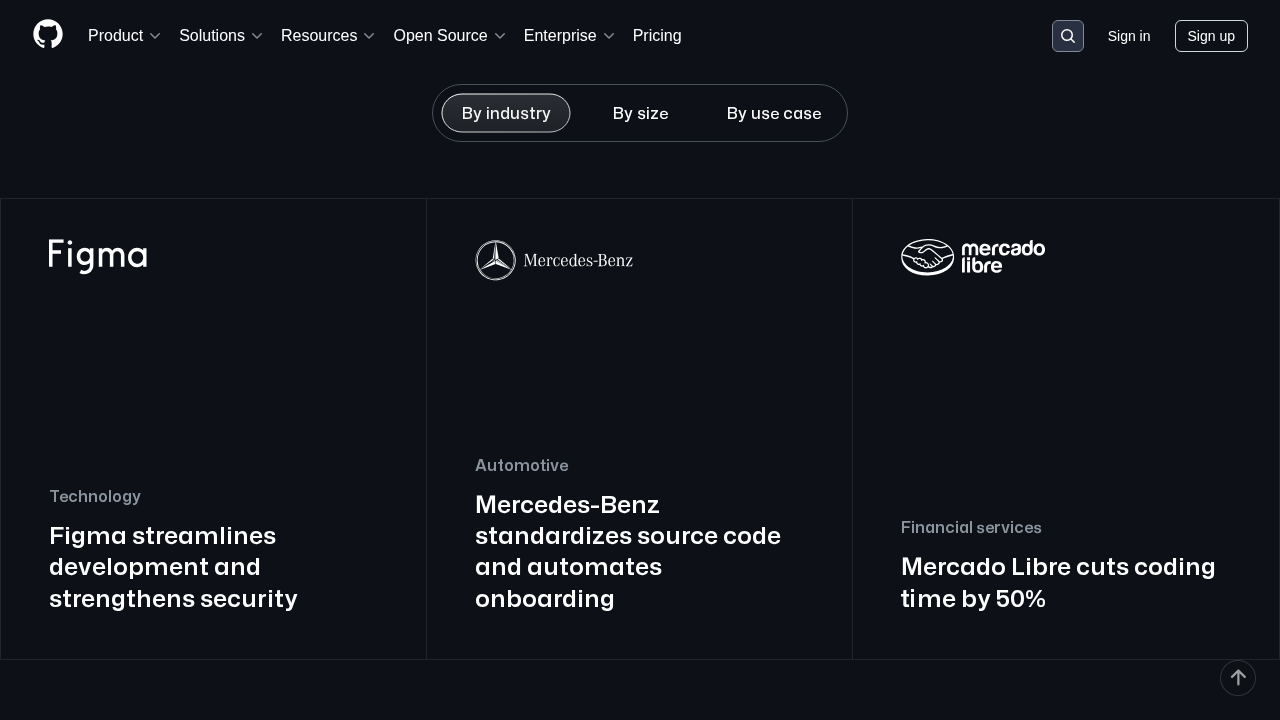 Product
Solutions
Resources
Open Source
Enterprise
Pricing
Sign in
Sign up
By industry
By size
By use case
Figma
Technology
Figma streamlines
development and
strengthens security
Mercedes-Benz
Automotive
Mercedes-Benz
standardizes source code
and automates
onboarding
mercado
libre
Financial services
Mercado Libre cuts coding
time by 50%